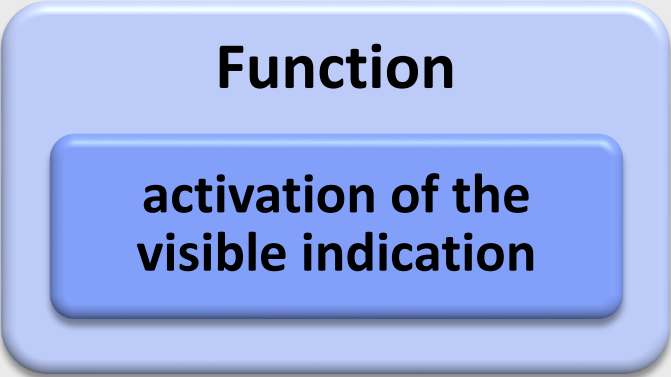 Function
activation of the
visible indication